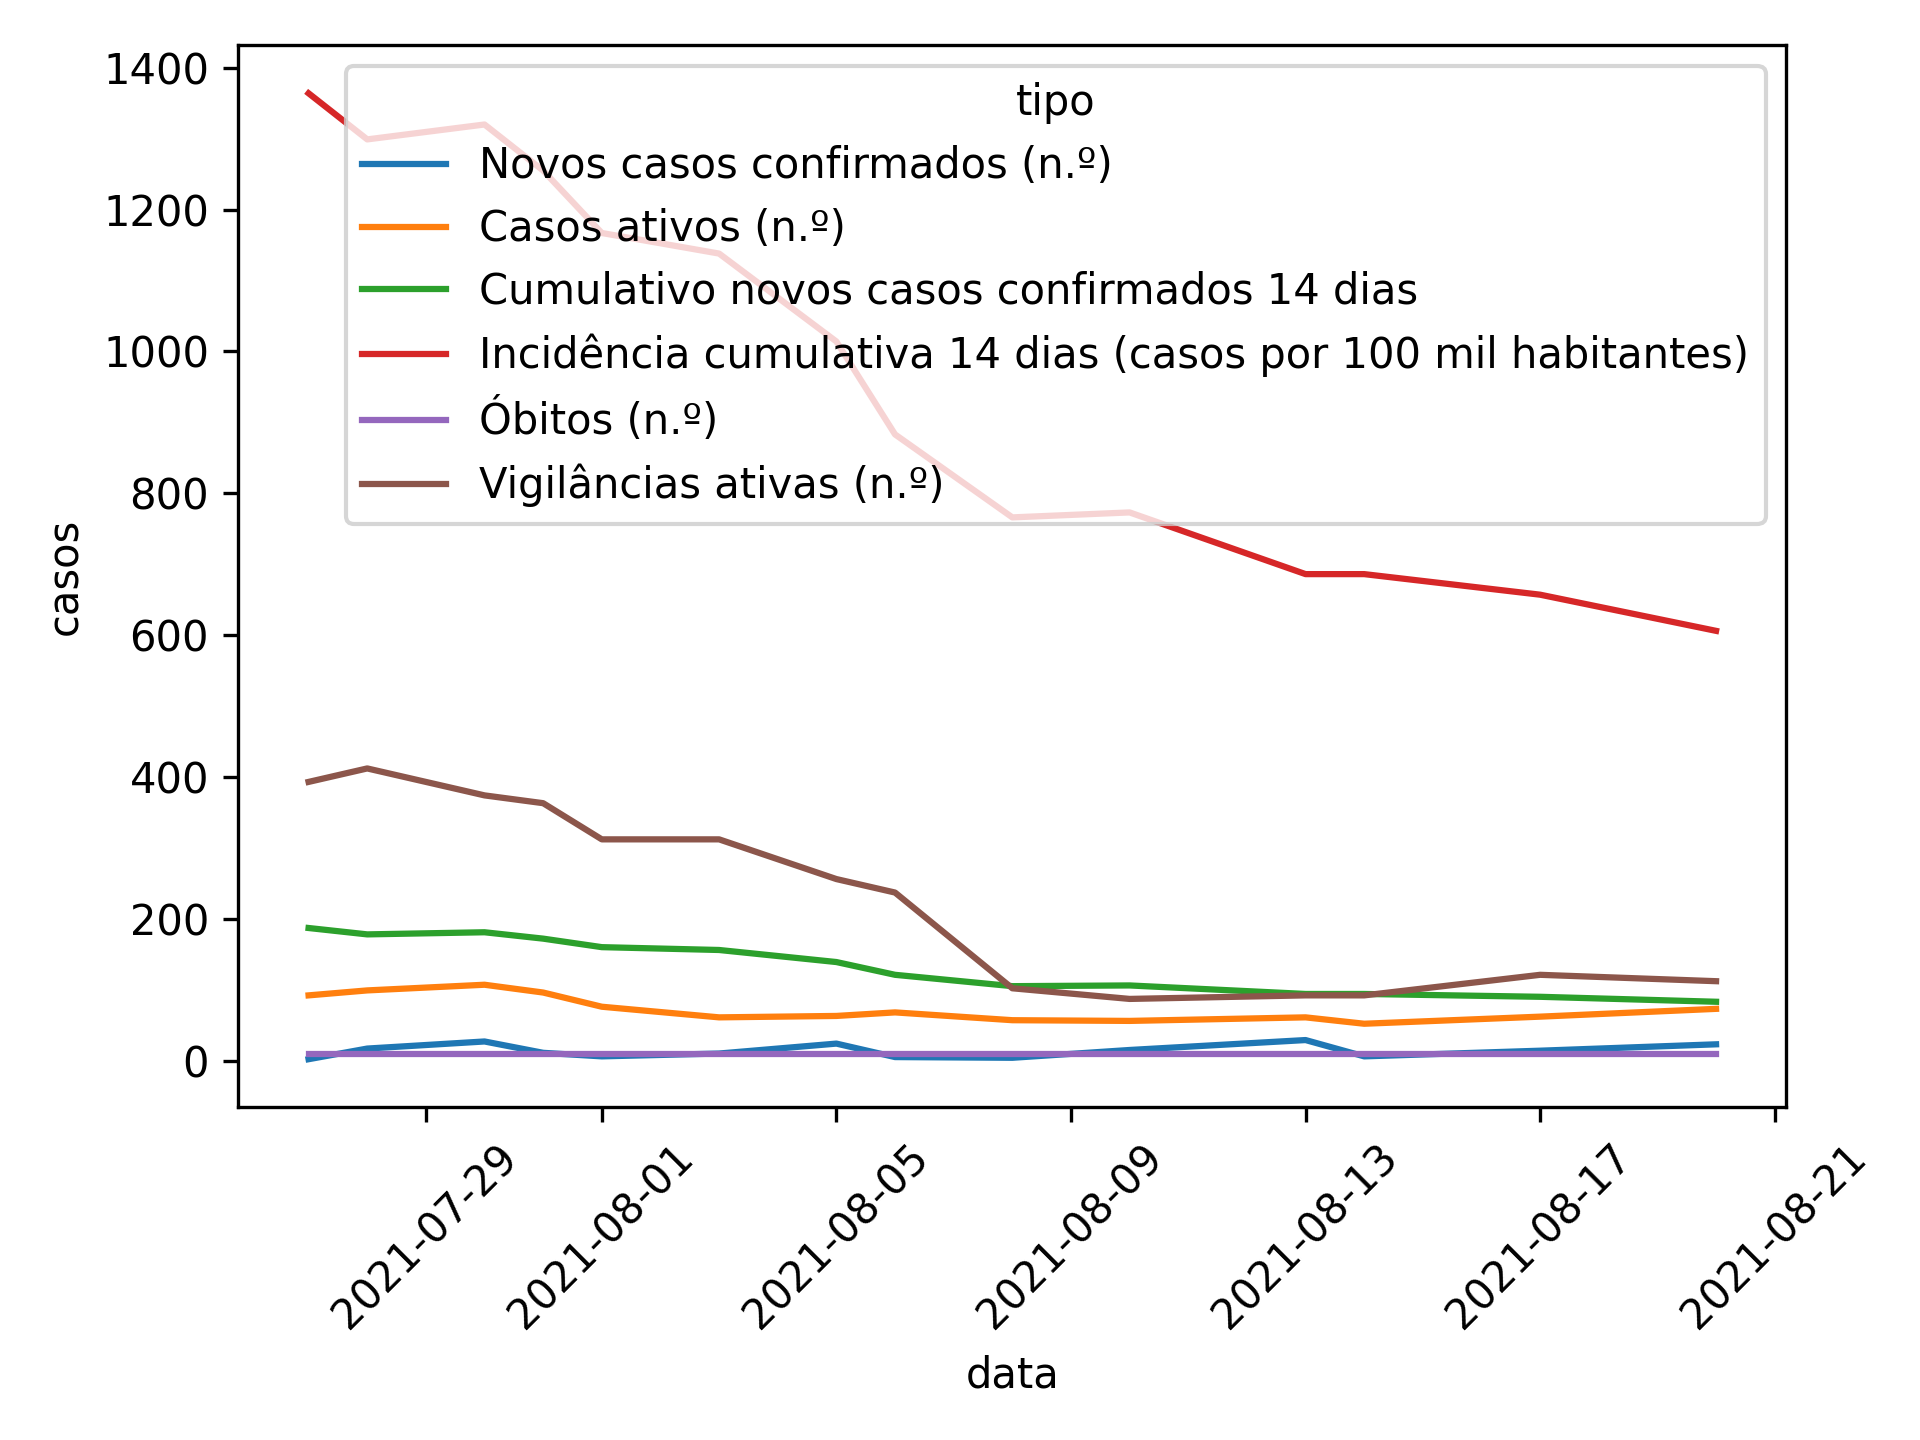 tipo
Novos casos confirmados (n.º)
Casos ativos (n.º)
Cumulativo novos casos confirmados 14 dias
Incidência cumulativa 14 dias (casos por 100 mil habitantes)
Óbitos (n.º)
Vigilâncias ativas (n.º)
1400
1200
1000
800
600
400
200
0
casos
2021-07-29
2021-08-01
2021-08-05
2021-08-09
2021-08-13
2021-08-17
2021-08-21
data